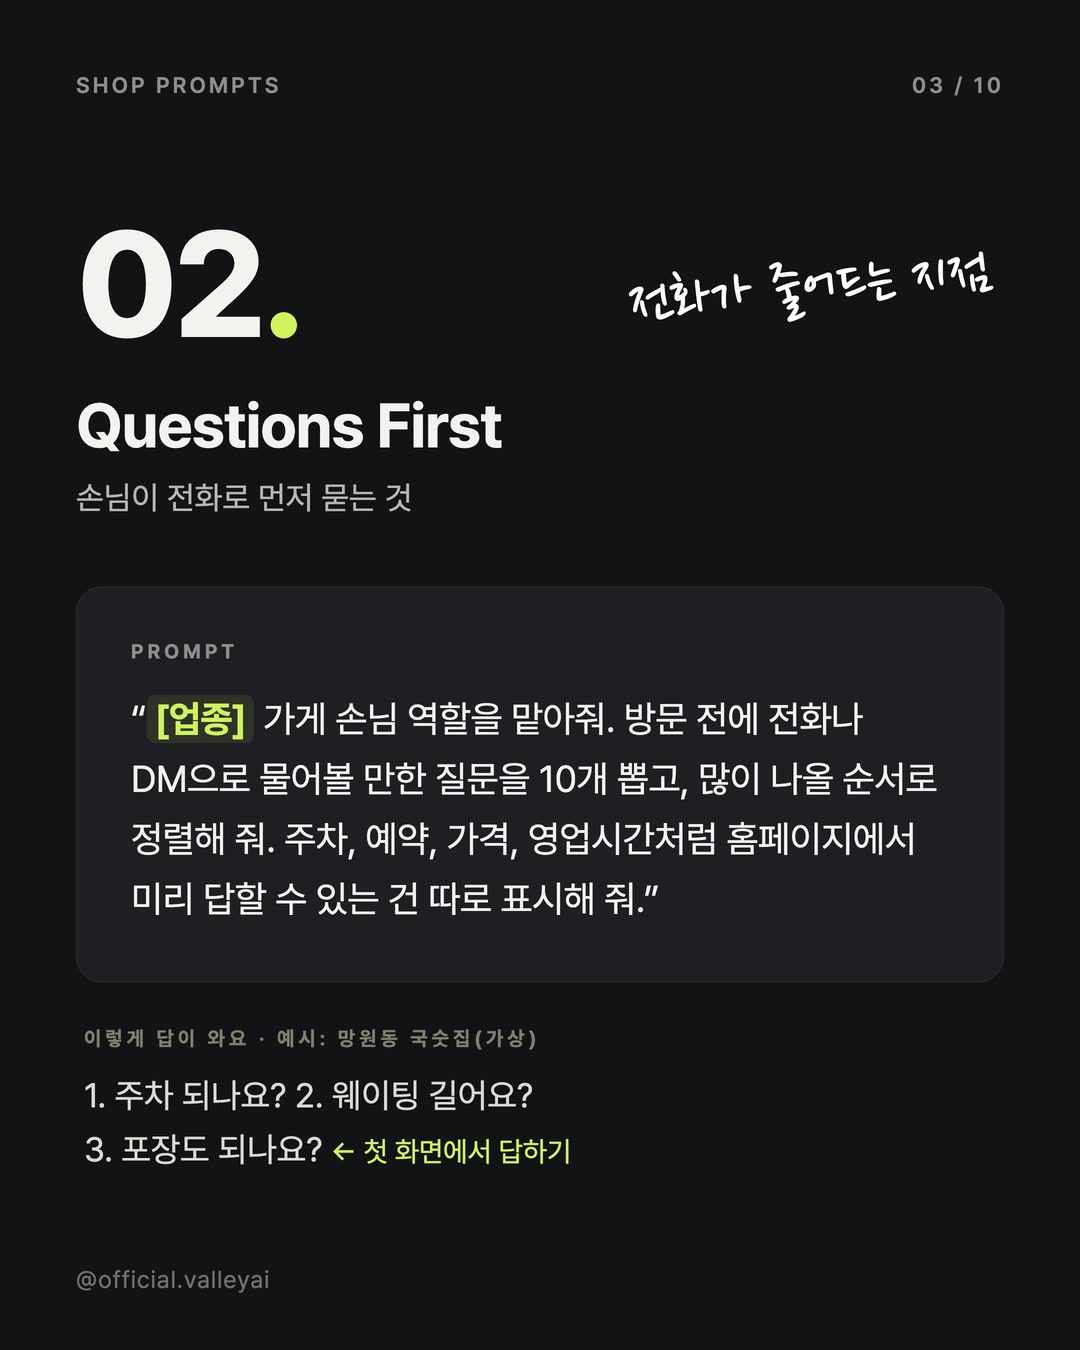 SHOP PROMPTS
03 / 10
02.
전화가 줄어드는 지점
Questions First
손님이 전화로 먼저 묻는 것
PROMPT
“[업종] 가게 손님 역할을 맡아줘. 방문 전에 전화나
DM으로 물어볼 만한 질문을 10개 뽑고, 많이 나올 순서로
정렬해 줘. 주차, 예약, 가격, 영업시간처럼 홈페이지에서
미리 답할 수 있는 건 따로 표시해 줘.”
이렇게 답이 와요 · 예시: 망원동 국숫집(가상)
1. 주차 되나요? 2. 웨이팅 길어요?
3. 포장도 되나요? ← 첫 화면에서 답하기
@official.valleyai